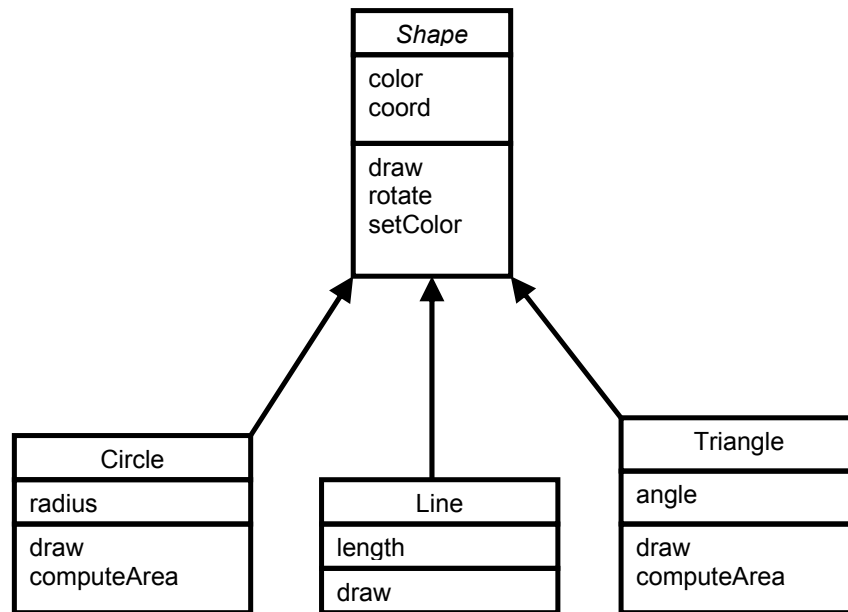 Shape
color
coord
draw
rotate
setColor
Circle
radius
draw
computeArea
Line
length
draw
Triangle
angle
draw
computeArea